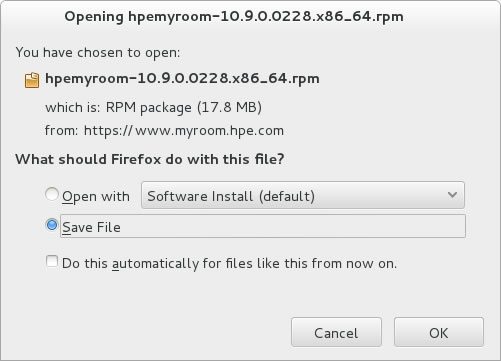 Opening hpemyroom-10.9.0.0228.x86_64.rpm
You have chosen to open:
hpemyroom-10.9.0.0228.x86_64.rpm
which is: RPM package (17.8 MB)
from: https://www.myroom.hpe.com
What should Firefox do with this file?
Open with Software Install (default)
Save File
Do this automatically for files like this from now on.
Cancel OK